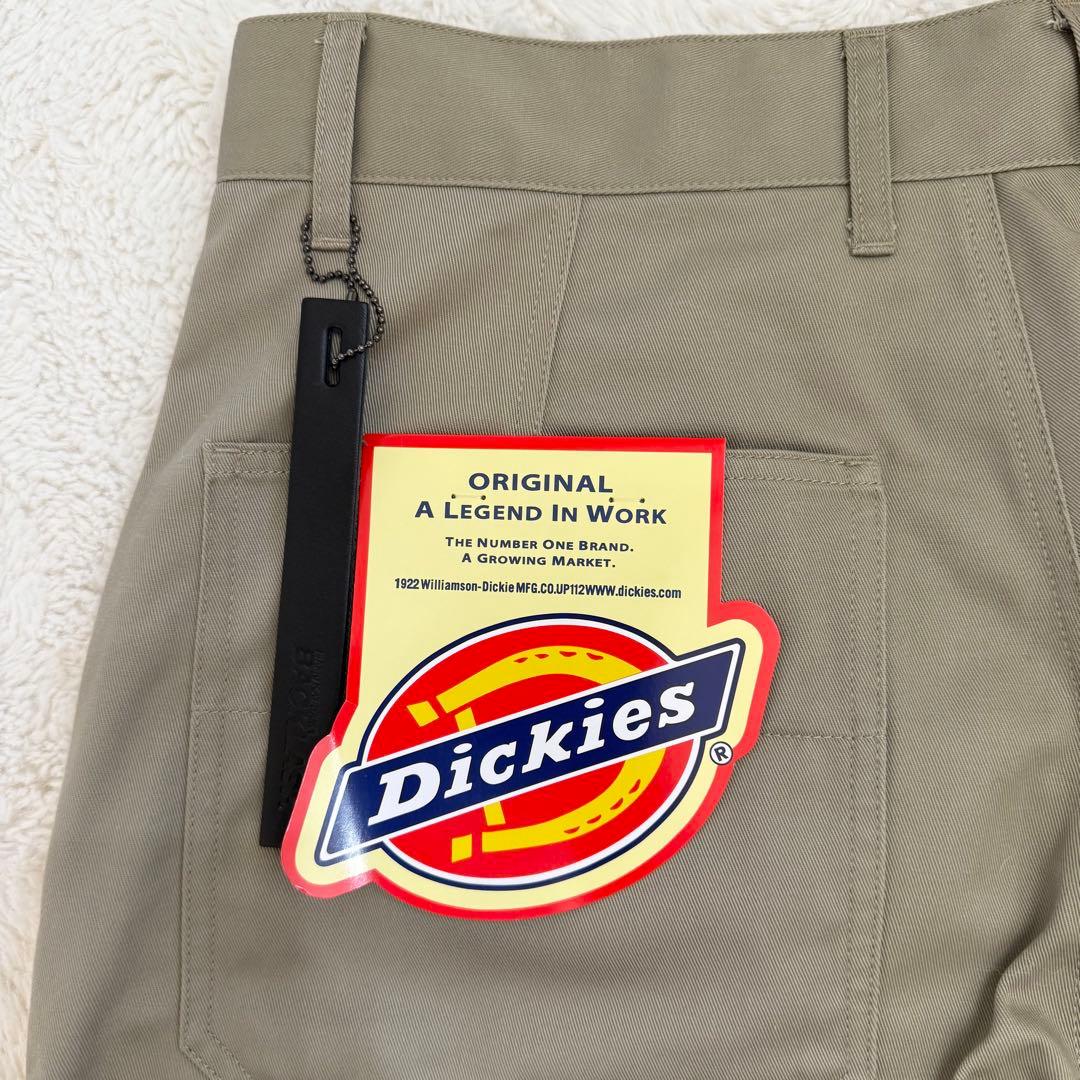 ORIGINAL
A LEGEND IN WORK
THE NUMBER ONE BRAND.
A GROWING MARKET.
1922 Williamson-Dickie MFG.CO.UP112WWW.dickies.com
Dickies
®